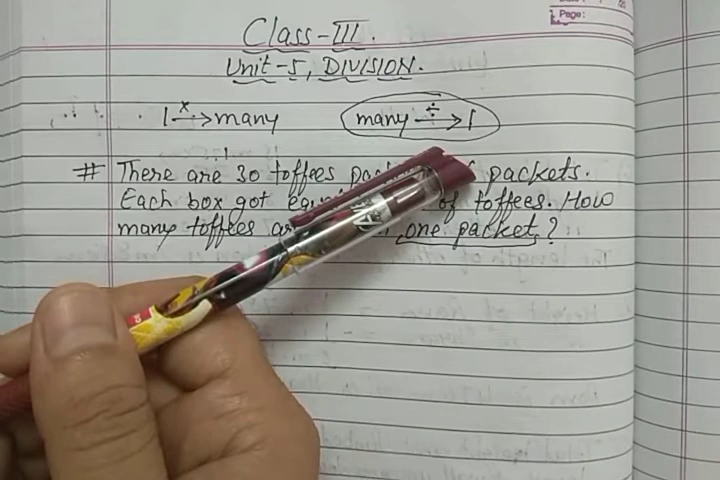 Page:
Class-III.
Unit-5, DIVISION.
1 x→ many many ÷→ 1
# There are 30 toffees packets.
Each box got of toffees. How
many toffees one packet?